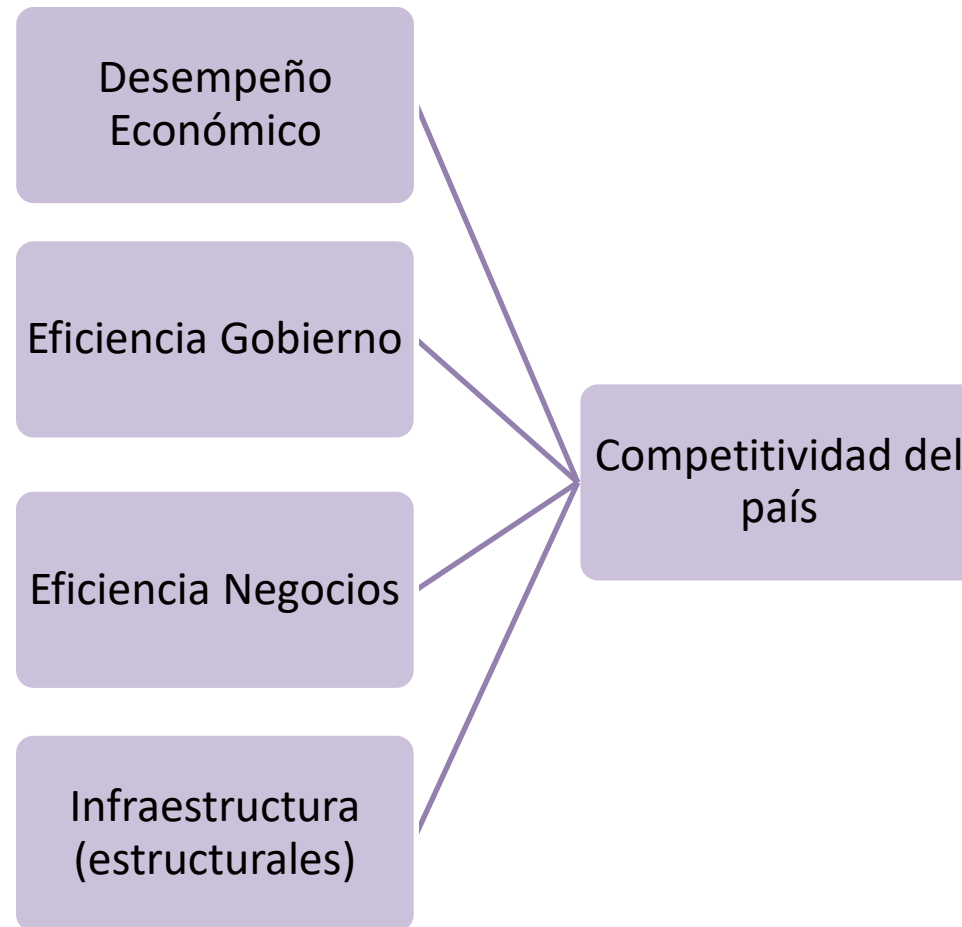 Desempeño
Económico
Eficiencia Gobierno
Eficiencia Negocios
Infraestructura
(estructurales)
Competitividad del
país